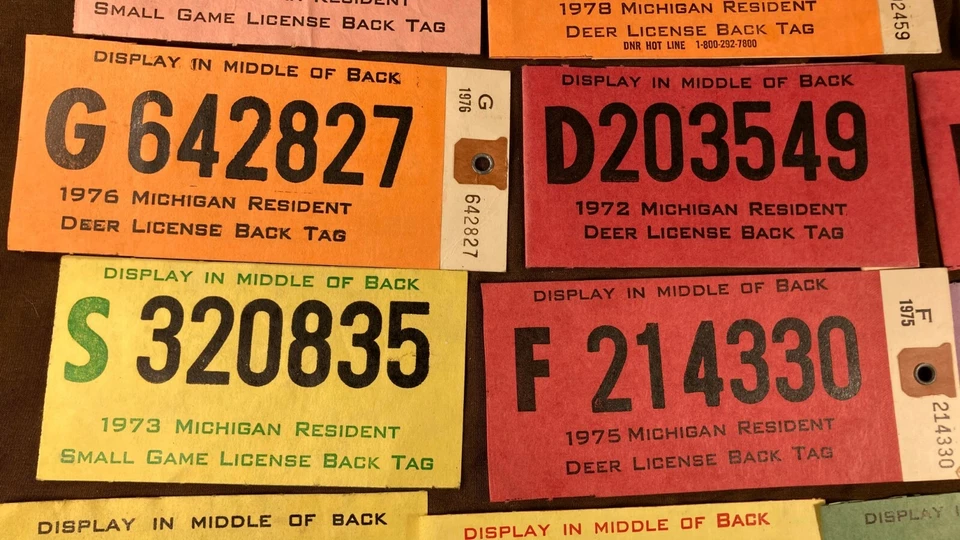 RESIDENT
SMALL GAME LICENSE BACK TAG
1978 MICHIGAN RESIDENT
DEER LICENSE BACK TAG
DNR HOT LINE 1-800-292-7800
2459
DISPLAY IN MIDDLE OF BACK
G 642827
1976 MICHIGAN RESIDENT
DEER LICENSE BACK TAG
G
1976
642827
DISPLAY IN MIDDLE OF BACK
D203549
1972 MICHIGAN RESIDENT
DEER LICENSE BACK TAG
DISPLAY IN MIDDLE OF BACK
S 320835
1973 MICHIGAN RESIDENT
SMALL GAME LICENSE BACK TAG
DISPLAY IN MIDDLE OF BACK
F 214330
1975 MICHIGAN RESIDENT
DEER LICENSE BACK TAG
F
1975
214330
DISPLAY IN MIDDLE OF BACK
DISPLAY IN MIDDLE OF BACK
DISPLAY